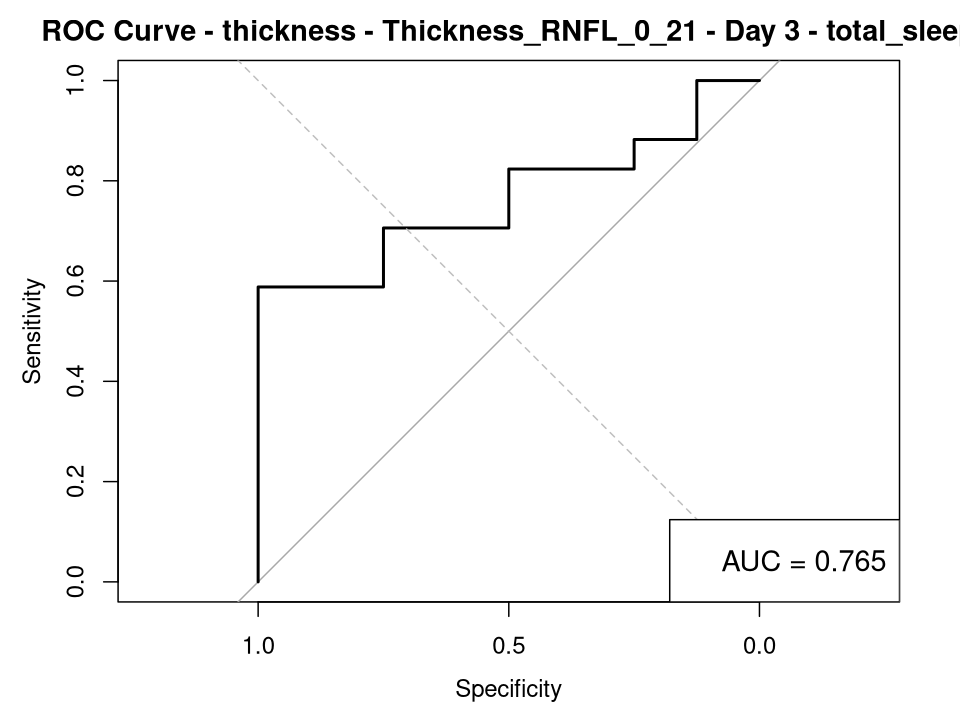 ROC Curve - thickness - Thickness_RNFL_0_21 - Day 3 - total_sleep
Sensitivity
1.0
0.8
0.6
0.4
0.2
0.0
AUC = 0.765
1.0 0.5 0.0
Specificity